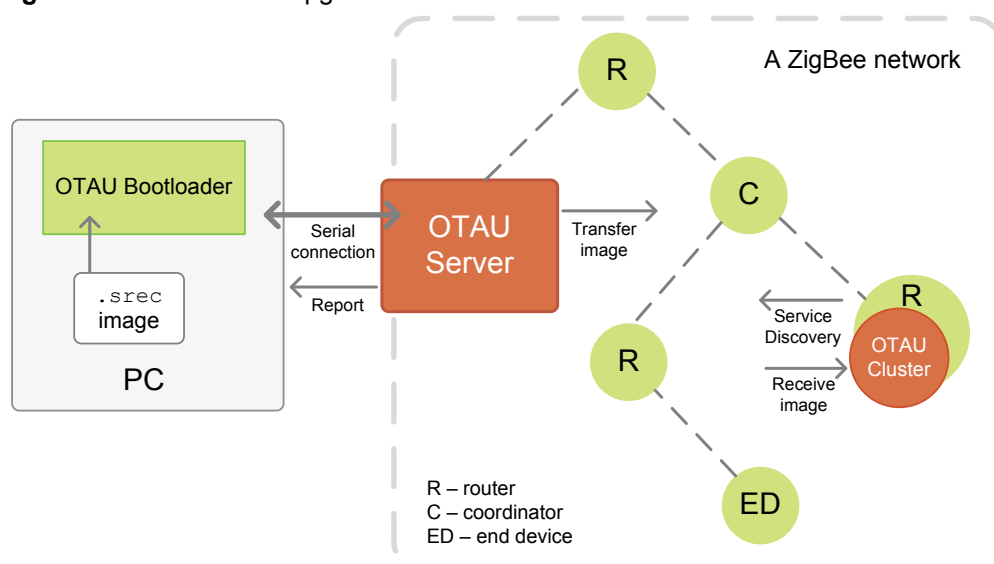 A ZigBee network
R
OTAU Bootloader
.srec
image
PC
Serial
connection
Report
OTAU
Server
Transfer
image
C
R
OTAU
Cluster
Service
Discovery
Receive
image
R
ED
R – router
C – coordinator
ED – end device